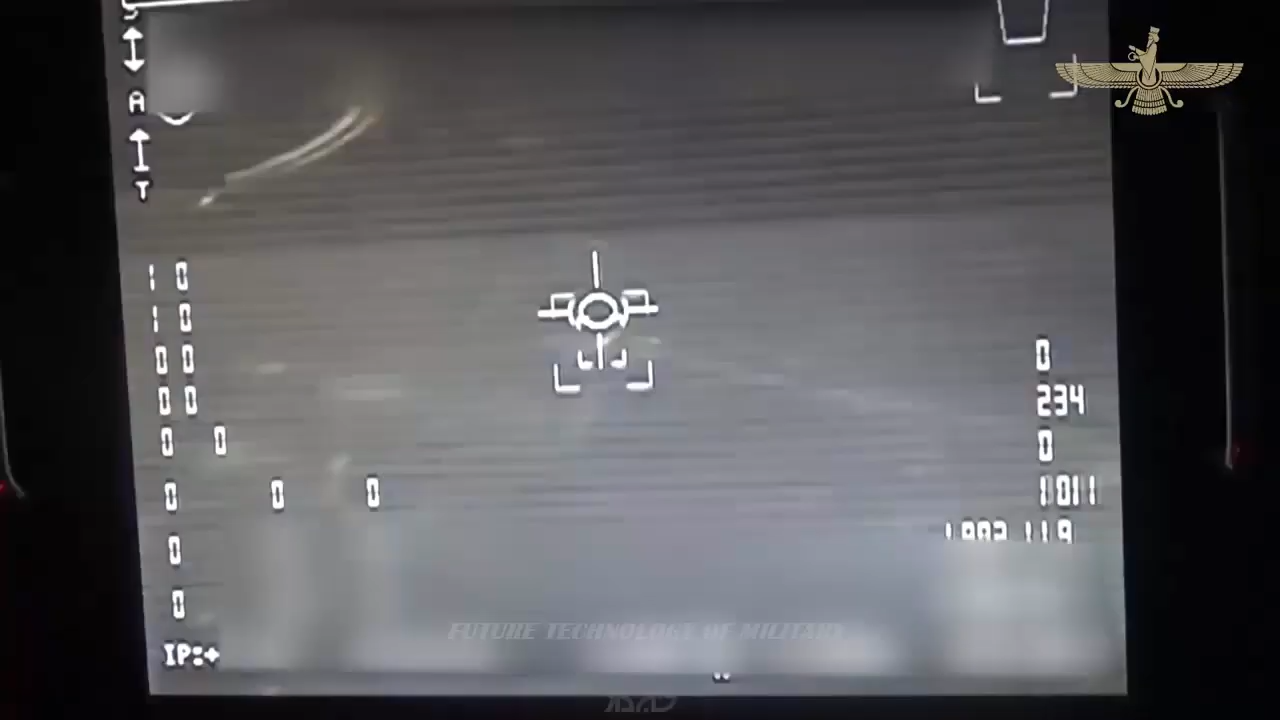 A
T
1 0
1 0
0 0
0 0
0 0
0 0 0
0
0
IP:+
0
234
0
1011
FUTURE TECHNOLOGY OF MILITARY